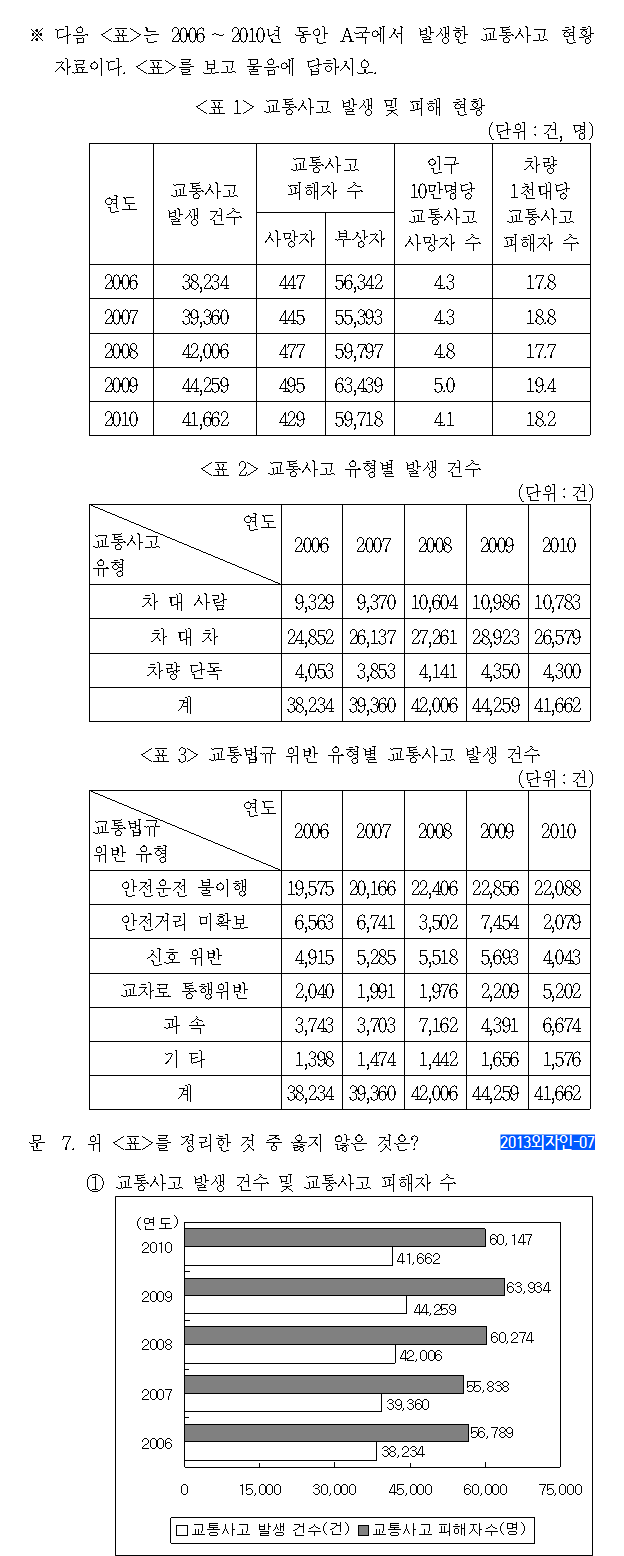 ※ 다음 <표>는 2006 ~ 2010년 동안 A국에서 발생한 교통사고 현황
자료이다. <표>를 보고 물음에 답하시오.
<표 1> 교통사고 발생 및 피해 현황
(단위 : 건, 명)
연도 교통사고 발생 건수 교통사고 피해자 수 인구 10만명당 교통사고 사망자 수 차량 1천대당 교통사고 피해자 수
사망자 부상자
2006 38,234 447 56,342 4.3 17.8
2007 39,360 445 55,393 4.3 18.8
2008 42,006 477 59,797 4.8 17.7
2009 44,259 495 63,439 5.0 19.4
2010 41,662 429 59,718 4.1 18.2
<표 2> 교통사고 유형별 발생 건수
(단위 : 건)
연도
교통사고 유형 2006 2007 2008 2009 2010
차 대 사람 9,329 9,370 10,604 10,986 10,783
차 대 차 24,852 26,137 27,261 28,923 26,579
차량 단독 4,053 3,853 4,141 4,350 4,300
계 38,234 39,360 42,006 44,259 41,662
<표 3> 교통법규 위반 유형별 교통사고 발생 건수
(단위 : 건)
연도
교통법규 위반 유형 2006 2007 2008 2009 2010
안전운전 불이행 19,575 20,166 22,406 22,856 22,088
안전거리 미확보 6,563 6,741 3,502 7,454 2,079
신호 위반 4,915 5,285 5,518 5,693 4,043
교차로 통행위반 2,040 1,991 1,976 2,209 5,202
과 속 3,743 3,703 7,162 4,391 6,674
기 타 1,398 1,474 1,442 1,656 1,576
계 38,234 39,360 42,006 44,259 41,662
문 7. 위 <표>를 정리한 것 중 옳지 않은 것은? 2013외자인-07
① 교통사고 발생 건수 및 교통사고 피해자 수
(연도)
2010 60,147
41,662
2009 63,934
44,259
2008 60,274
42,006
2007 55,838
39,360
2006 56,789
38,234
0 15,000 30,000 45,000 60,000 75,000
교통사고 발생 건수(건) 교통사고 피해자수(명)